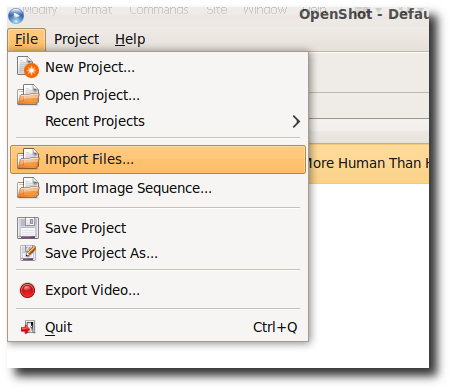 Modify Format Commands Site Window Help
OpenShot - Defau
File Project Help
New Project...
Open Project...
Recent Projects
Import Files...
More Human Than H
Import Image Sequence...
Save Project
Save Project As...
Export Video...
Quit Ctrl+Q